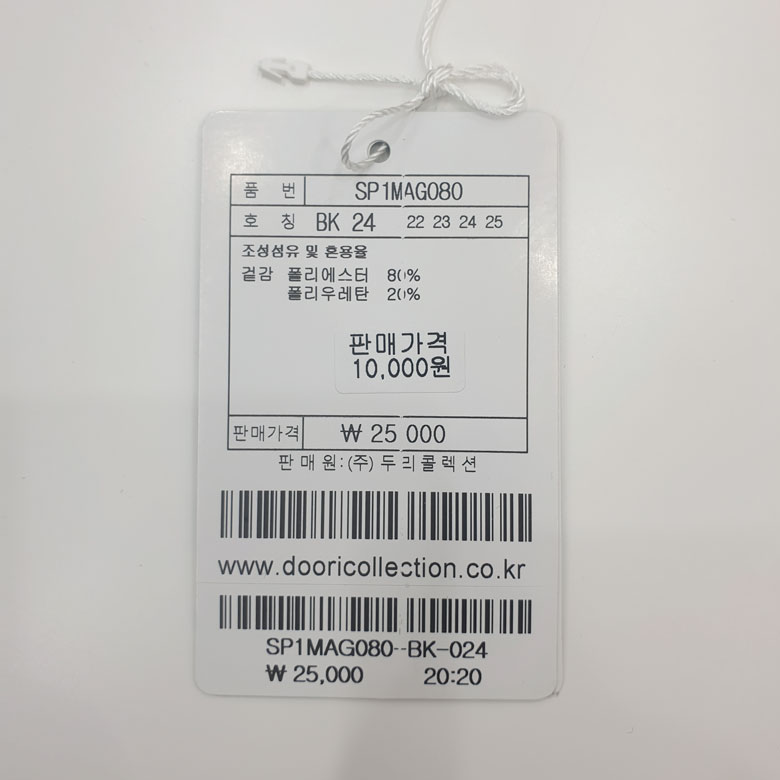 품 번 SP1MAG080
호 칭 BK 24 22 23 24 25
조성섬유 및 혼용율
겉감 폴리에스터 80%
폴리우레탄 20%
판매가격
10,000원
판매가격 ₩ 25 000
판 매 원: (주) 두 리 콜 렉 션
www.dooricollection.co.kr
SP1MAG080--BK-024
₩ 25,000 20:20